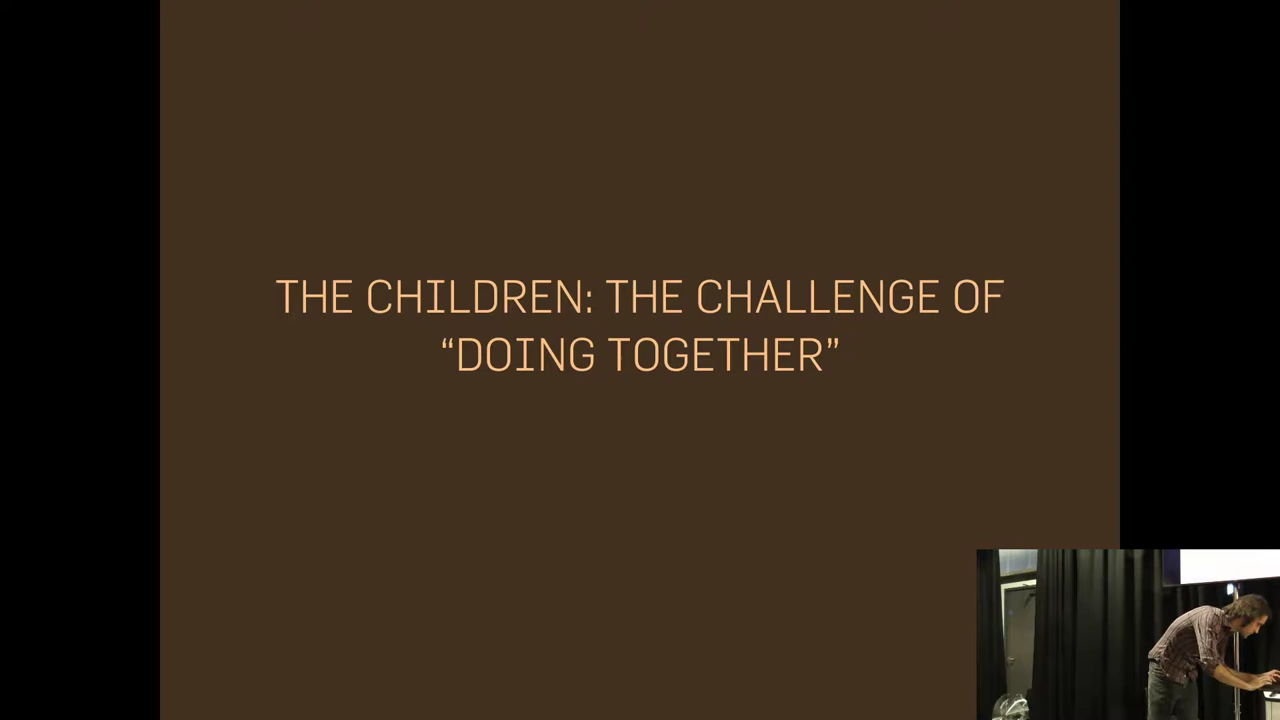 THE CHILDREN: THE CHALLENGE OF
“DOING TOGETHER”